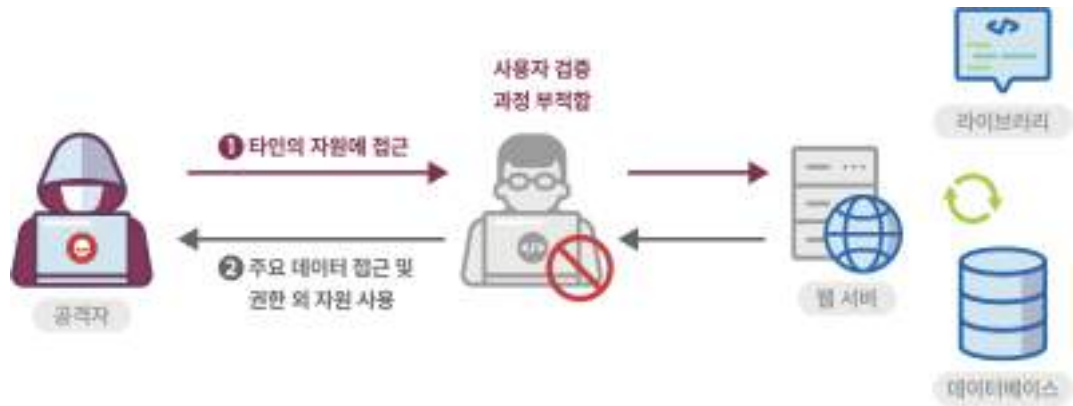 사용자 검증
과정 부적합
❶ 타인의 자원에 접근
❷ 주요 데이터 접근 및
권한 외 자원 사용
공격자
웹 서버
라이브러리
데이터베이스